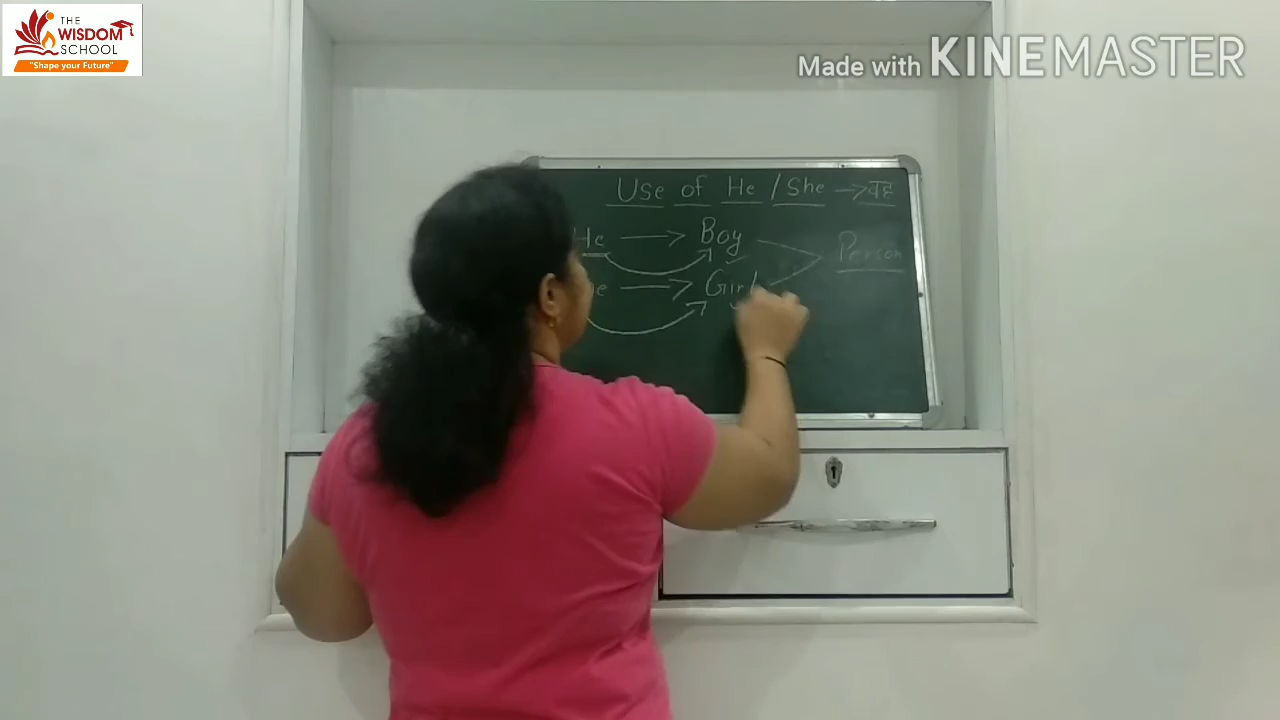 THE
WISDOM
SCHOOL
"Shape your Future"
Made with KINEMASTER
Use of He / She → वह
He → Boy
Person
→ Girl